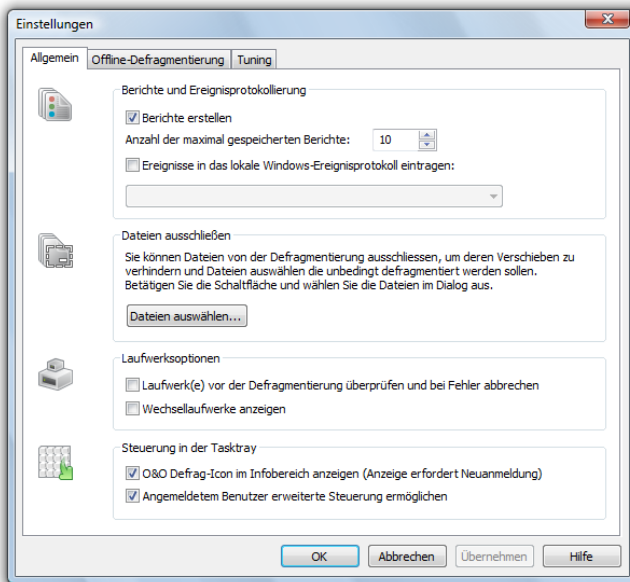 Einstellungen
Allgemein Offline-Defragmentierung Tuning
Berichte und Ereignisprotokollierung
Berichte erstellen
Anzahl der maximal gespeicherten Berichte: 10
Ereignisse in das lokale Windows-Ereignisprotokoll eintragen:
Dateien ausschließen
Sie können Dateien von der Defragmentierung ausschliessen, um deren Verschieben zu
verhindern und Dateien auswählen die unbedingt defragmentiert werden sollen.
Betätigen Sie die Schaltfläche und wählen Sie die Dateien im Dialog aus.
Dateien auswählen...
Laufwerksoptionen
Laufwerk(e) vor der Defragmentierung überprüfen und bei Fehler abbrechen
Wechsellaufwerke anzeigen
Steuerung in der Tasktray
O&O Defrag-Icon im Infobereich anzeigen (Anzeige erfordert Neuanmeldung)
Angemeldetem Benutzer erweiterte Steuerung ermöglichen
OK Abbrechen Übernehmen Hilfe